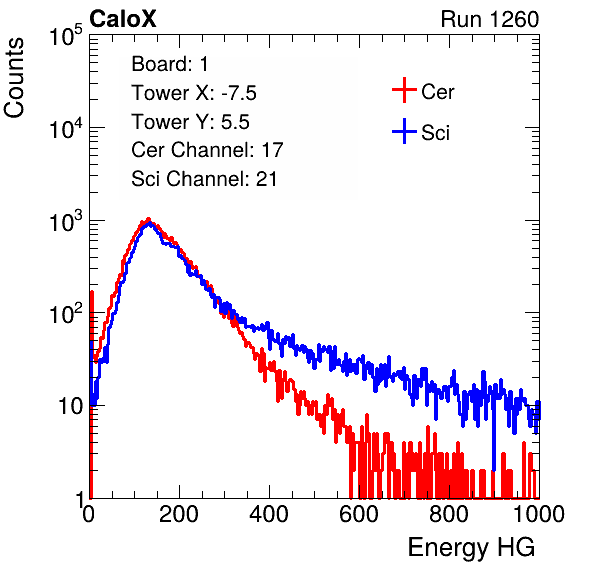 CaloX
Run 1260
Counts
10^5
10^4
10^3
10^2
10
1
Board: 1
Tower X: -7.5
Tower Y: 5.5
Cer Channel: 17
Sci Channel: 21
Cer
Sci
0 200 400 600 800 1000
Energy HG